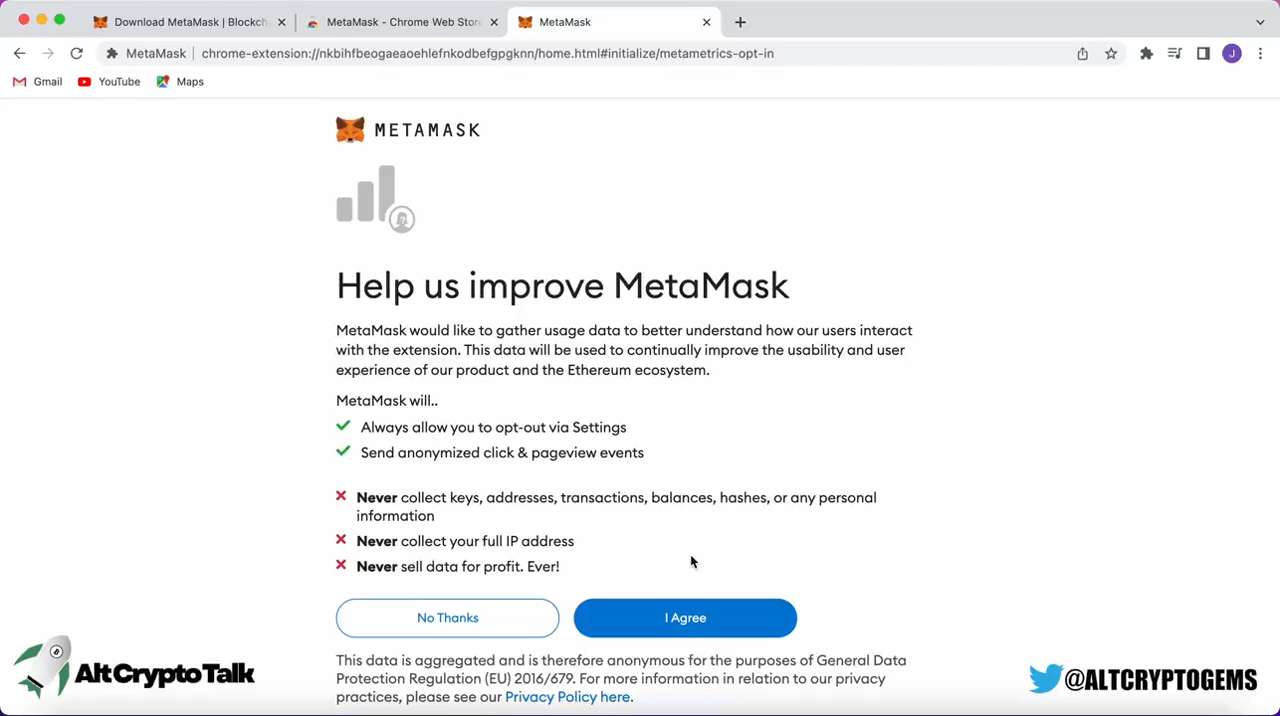 Download MetaMask | Blockch
MetaMask - Chrome Web Store
MetaMask
MetaMask
chrome-extension://nkbihfbeogaeaoehlefnkodbefgpgknn/home.html#initialize/metametrics-opt-in
J
Gmail
YouTube
Maps
METAMASK
Help us improve MetaMask
MetaMask would like to gather usage data to better understand how our users interact
with the extension. This data will be used to continually improve the usability and user
experience of our product and the Ethereum ecosystem.
MetaMask will..
Always allow you to opt-out via Settings
Send anonymized click & pageview events
Never collect keys, addresses, transactions, balances, hashes, or any personal
information
Never collect your full IP address
Never sell data for profit. Ever!
No Thanks
I Agree
This data is aggregated and is therefore anonymous for the purposes of General Data
Protection Regulation (EU) 2016/679. For more information in relation to our privacy
practices, please see our Privacy Policy here.
AltCryptoTalk
@ALTCRYPTOGEMS